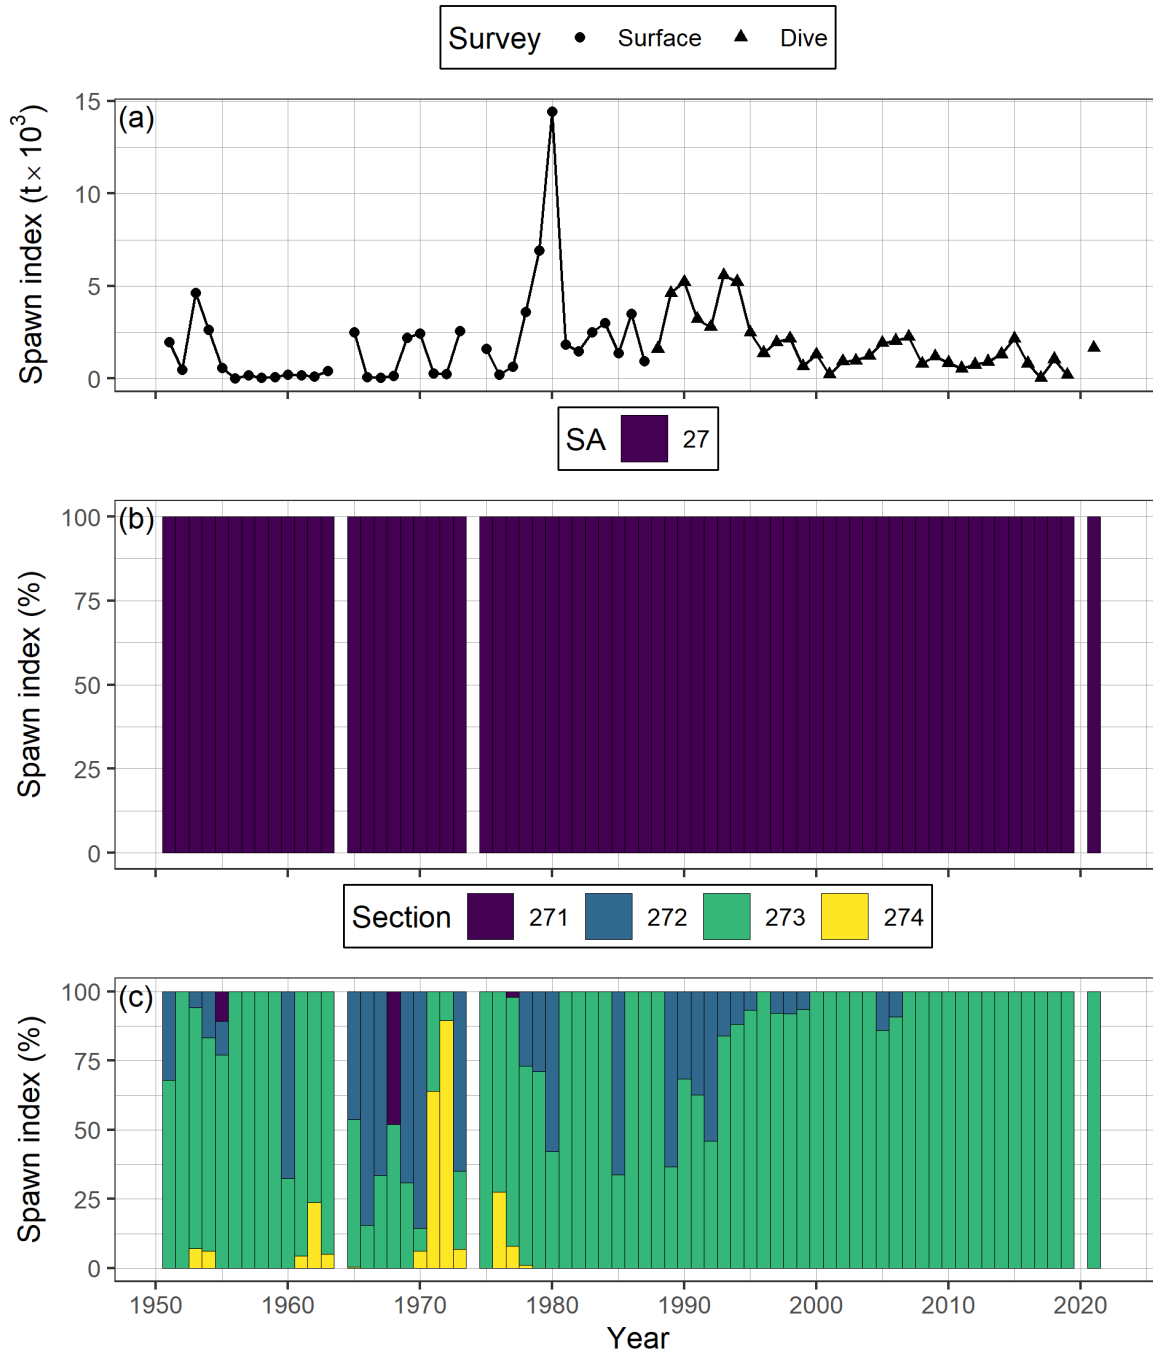 Survey Surface Dive
(a)
Spawn index (t × 10³)
15
10
5
0
SA 27
(b)
Spawn index (%)
100
75
50
25
0
Section 271 272 273 274
(c)
Spawn index (%)
100
75
50
25
0
1950 1960 1970 1980 1990 2000 2010 2020
Year